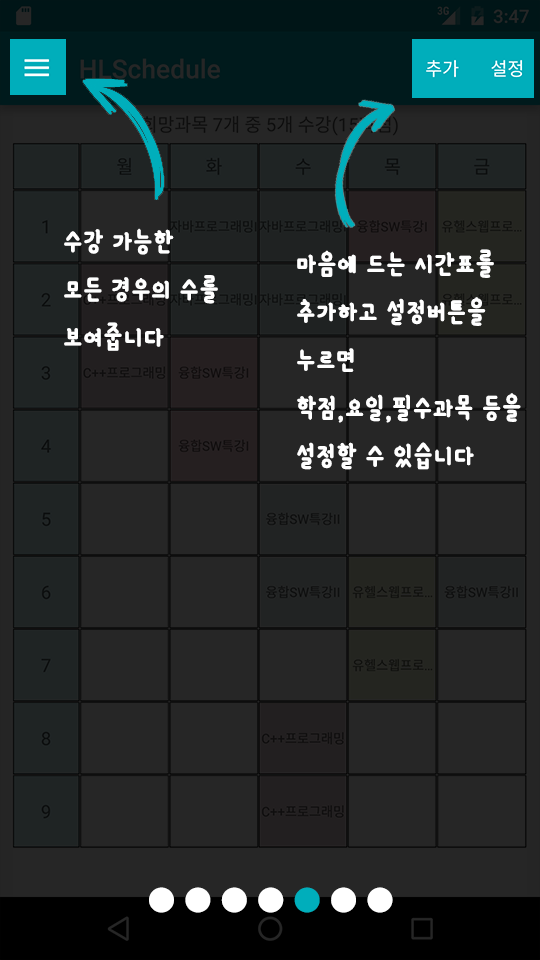 3G 3:47
HLSchedule 추가 설정
희망과목 7개 중 5개 수강(15학점)
월 화 수 목 금
1 자바프로그래밍 자바프로그래밍 융합SW특강I 유헬스웹프로...
수강 가능한
모든 경우의 수를
보여줍니다
마음에 드는 시간표를
추가하고 설정버튼을
누르면
학점,요일,필수과목 등을
설정할 수 있습니다
2 자바프로그래밍 자바프로그래밍 유헬스웹프로...
3 C++프로그래밍 융합SW특강I
4 융합SW특강I
5 융합SW특강II
6 융합SW특강II 유헬스웹프로... 융합SW특강II
7 유헬스웹프로...
8 C++프로그래밍
9 C++프로그래밍